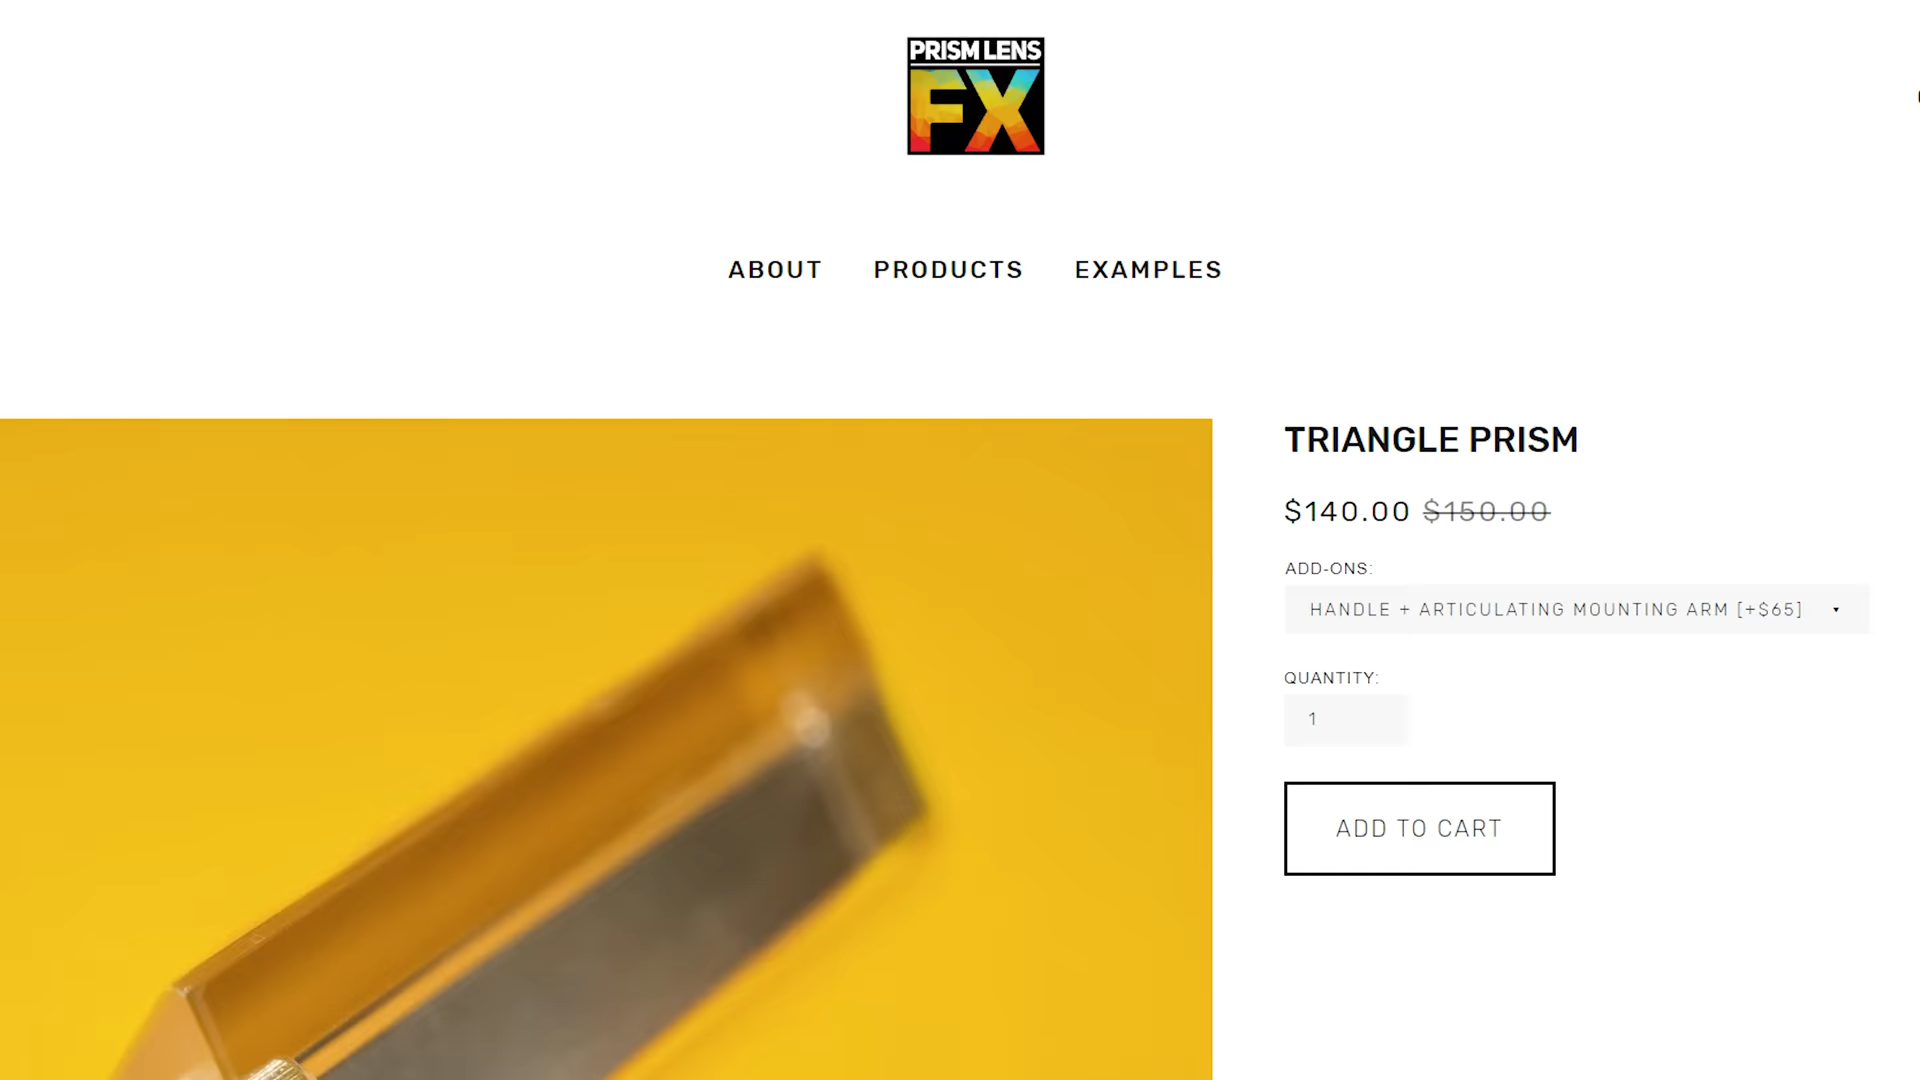 PRISM LENS
FX
ABOUT PRODUCTS EXAMPLES
TRIANGLE PRISM
$140.00 $150.00
ADD-ONS:
HANDLE + ARTICULATING MOUNTING ARM [+$65]
QUANTITY:
1
ADD TO CART